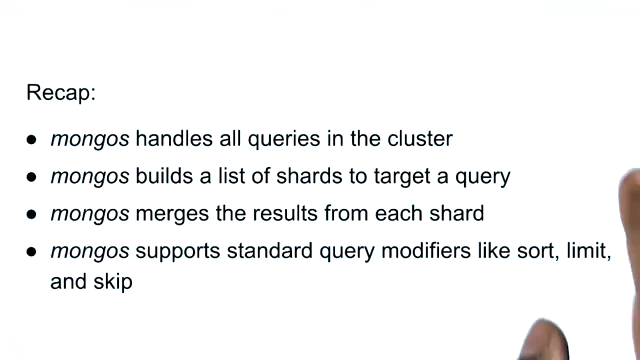 Recap:
● mongos handles all queries in the cluster
● mongos builds a list of shards to target a query
● mongos merges the results from each shard
● mongos supports standard query modifiers like sort, limit,
and skip